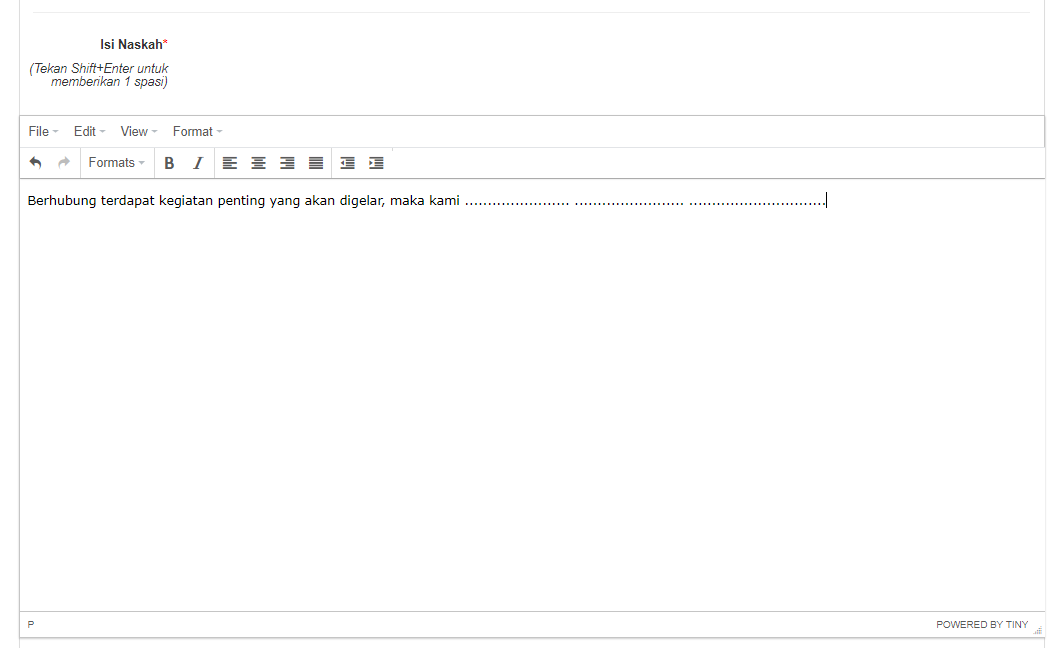 Isi Naskah*
(Tekan Shift+Enter untuk
memberikan 1 spasi)
File Edit View Format
Formats B I
Berhubung terdapat kegiatan penting yang akan digelar, maka kami ....................... ........................ ..............................
P POWERED BY TINY